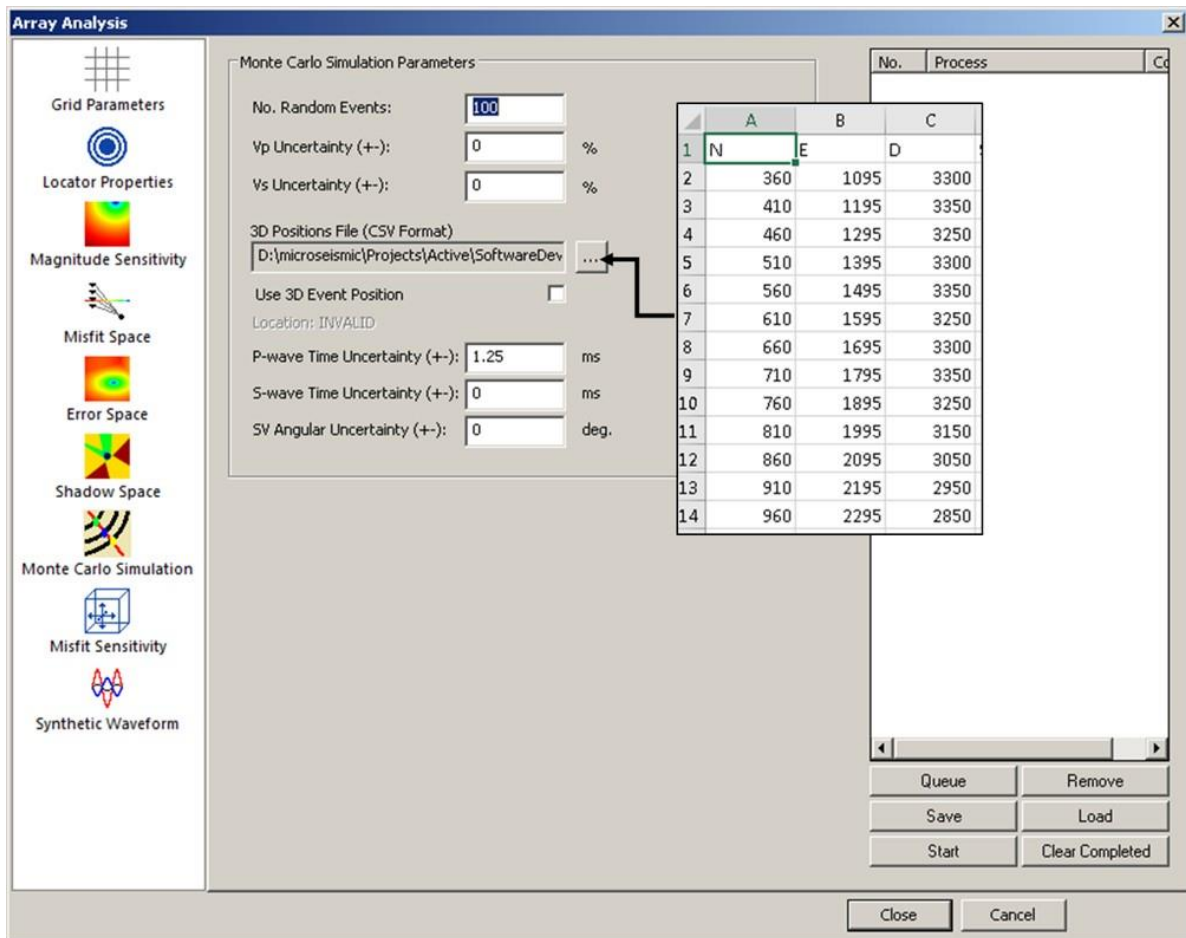 Array Analysis
Grid Parameters
Locator Properties
Magnitude Sensitivity
Misfit Space
Error Space
Shadow Space
Monte Carlo Simulation
Misfit Sensitivity
Synthetic Waveform
Monte Carlo Simulation Parameters
No. Random Events: 100
Vp Uncertainty (+-): 0 %
Vs Uncertainty (+-): 0 %
3D Positions File (CSV Format)
D:\microseismic\Projects\Active\SoftwareDev ...
Use 3D Event Position
Location: INVALID
P-wave Time Uncertainty (+-): 1.25 ms
S-wave Time Uncertainty (+-): 0 ms
SV Angular Uncertainty (+-): 0 deg.
A B C
1 N E D
2 360 1095 3300
3 410 1195 3350
4 460 1295 3250
5 510 1395 3300
6 560 1495 3350
7 610 1595 3250
8 660 1695 3300
9 710 1795 3350
10 760 1895 3250
11 810 1995 3150
12 860 2095 3050
13 910 2195 2950
14 960 2295 2850
No. Process
Queue Remove
Save Load
Start Clear Completed
Close Cancel